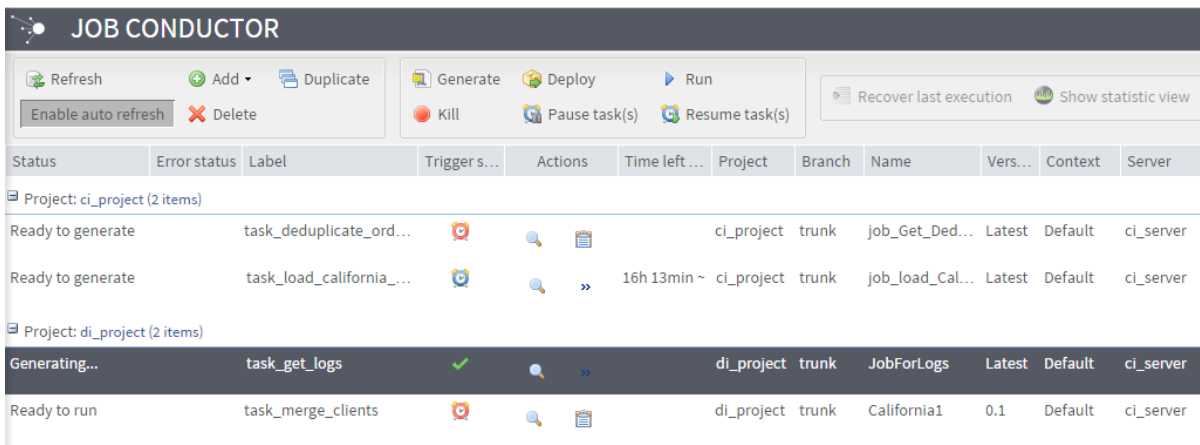 JOB CONDUCTOR
Refresh Add Duplicate Generate Deploy Run
Recover last execution Show statistic view
Enable auto refresh Delete Kill Pause task(s) Resume task(s)
Status Error status Label Trigger s... Actions Time left ... Project Branch Name Vers... Context Server
Project: ci_project (2 items)
Ready to generate task_deduplicate_ord... ci_project trunk job_Get_Ded... Latest Default ci_server
Ready to generate task_load_california_... » 16h 13min ~ ci_project trunk job_load_Cal... Latest Default ci_server
Project: di_project (2 items)
Generating... task_get_logs » di_project trunk JobForLogs Latest Default ci_server
Ready to run task_merge_clients di_project trunk California1 0.1 Default ci_server